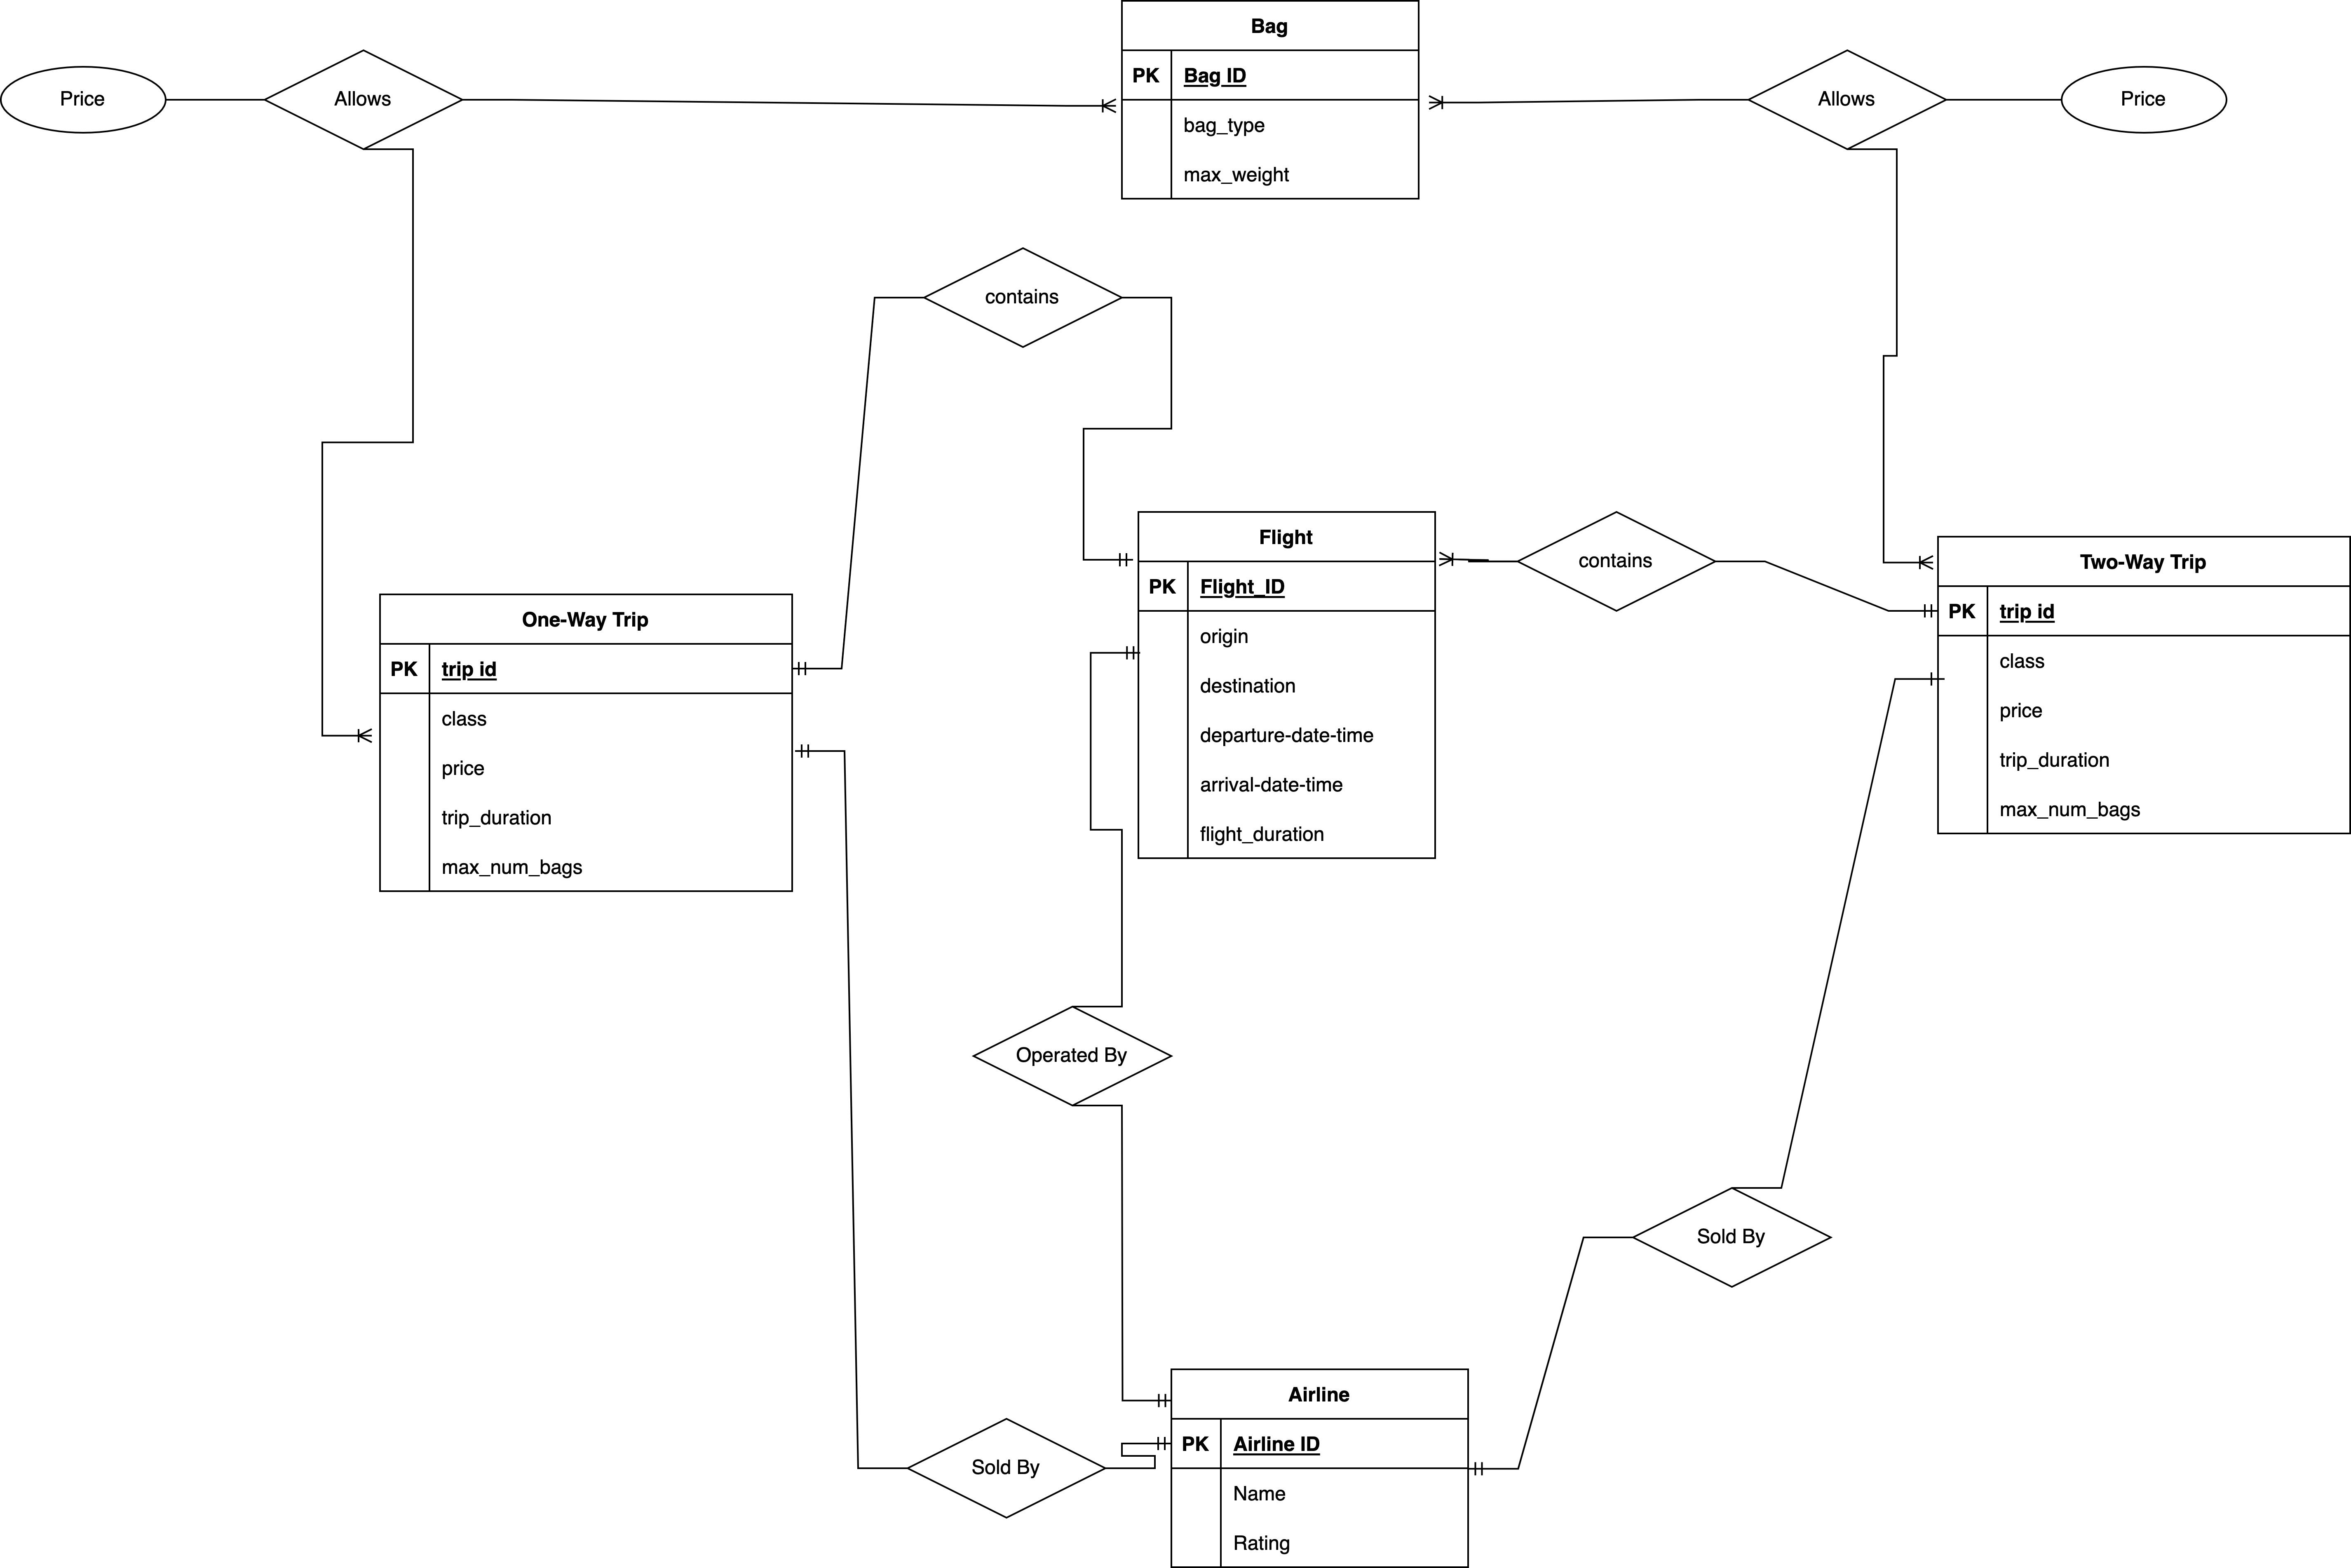 Bag
PK Bag ID
bag_type
max_weight
Price
Allows
Allows
Price
contains
Flight
PK Flight_ID
origin
destination
departure-date-time
arrival-date-time
flight_duration
contains
Two-Way Trip
PK trip id
class
price
trip_duration
max_num_bags
One-Way Trip
PK trip id
class
price
trip_duration
max_num_bags
Operated By
Sold By
Airline
PK Airline ID
Name
Rating
Sold By